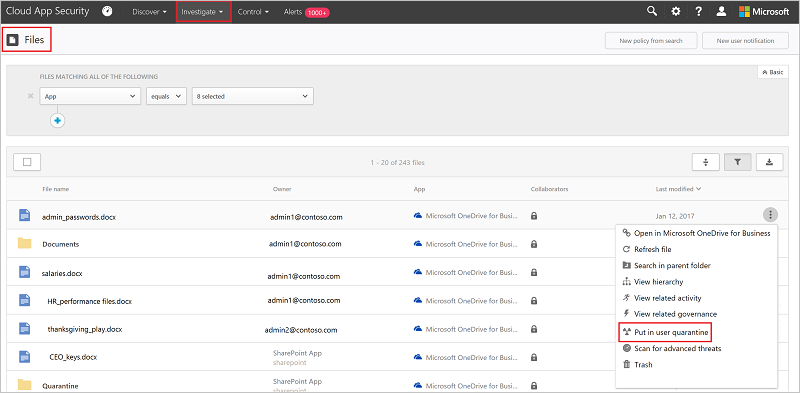 Cloud App Security Discover Investigate Control Alerts 1000+ ? Microsoft
Files New policy from search New user notification
FILES MATCHING ALL OF THE FOLLOWING Basic
App equals 8 selected
1 - 20 of 243 files
File name Owner App Collaborators Last modified
admin_passwords.docx admin1@contoso.com Microsoft OneDrive for Busi... Jan 12, 2017
Open in Microsoft OneDrive for Business
Documents admin1@contoso.com Microsoft OneDrive for Busi...
Refresh file
Search in parent folder
salaries.docx admin1@contoso.com Microsoft OneDrive for Busi...
View hierarchy
HR_performance files.docx admin1@contoso.com Microsoft OneDrive for Busi...
View related activity
View related governance
thanksgiving_play.docx admin2@contoso.com Microsoft OneDrive for Busi...
Put in user quarantine
Scan for advanced threats
CEO_keys.docx SharePoint App Microsoft OneDrive for Busi...
sharepoint
Trash
Quarantine SharePoint App Microsoft OneDrive for Busi...
sharepoint